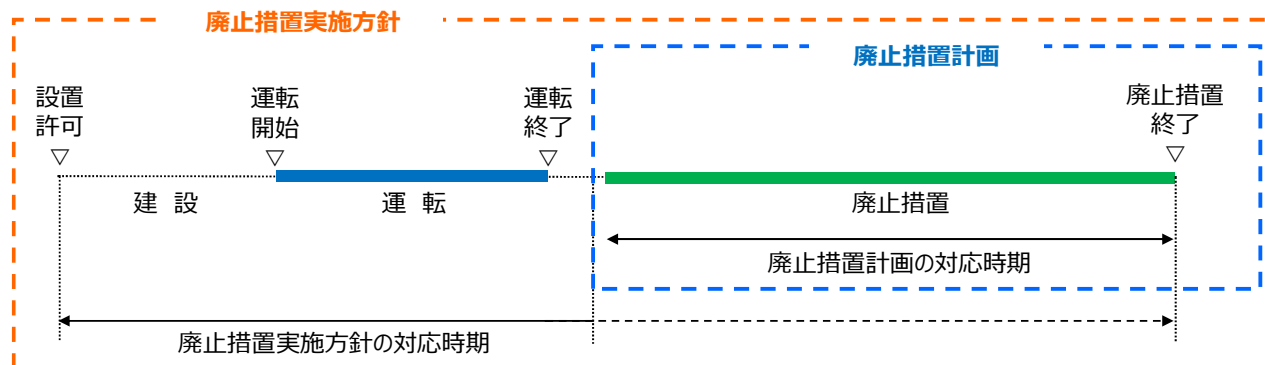 廃止措置実施方針
廃止措置計画
設置
許可
運転
開始
運転
終了
廃止措置
終了
▽
▽
▽
▽
建 設
運 転
廃止措置
廃止措置計画の対応時期
廃止措置実施方針の対応時期